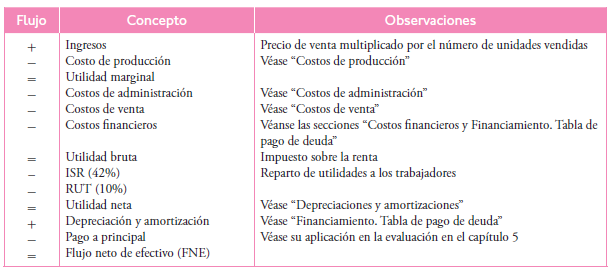 Flujo Concepto Observaciones
+ Ingresos Precio de venta multiplicado por el número de unidades vendidas
− Costo de producción Véase “Costos de producción”
= Utilidad marginal
− Costos de administración Véase “Costos de administración”
− Costos de venta Véase “Costos de venta”
− Costos financieros Véanse las secciones “Costos financieros y Financiamiento. Tabla de
pago de deuda”
= Utilidad bruta Impuesto sobre la renta
− ISR (42%) Reparto de utilidades a los trabajadores
− RUT (10%)
= Utilidad neta Véase “Depreciaciones y amortizaciones”
+ Depreciación y amortización Véase “Financiamiento. Tabla de pago de deuda”
− Pago a principal Véase su aplicación en la evaluación en el capítulo 5
= Flujo neto de efectivo (FNE)